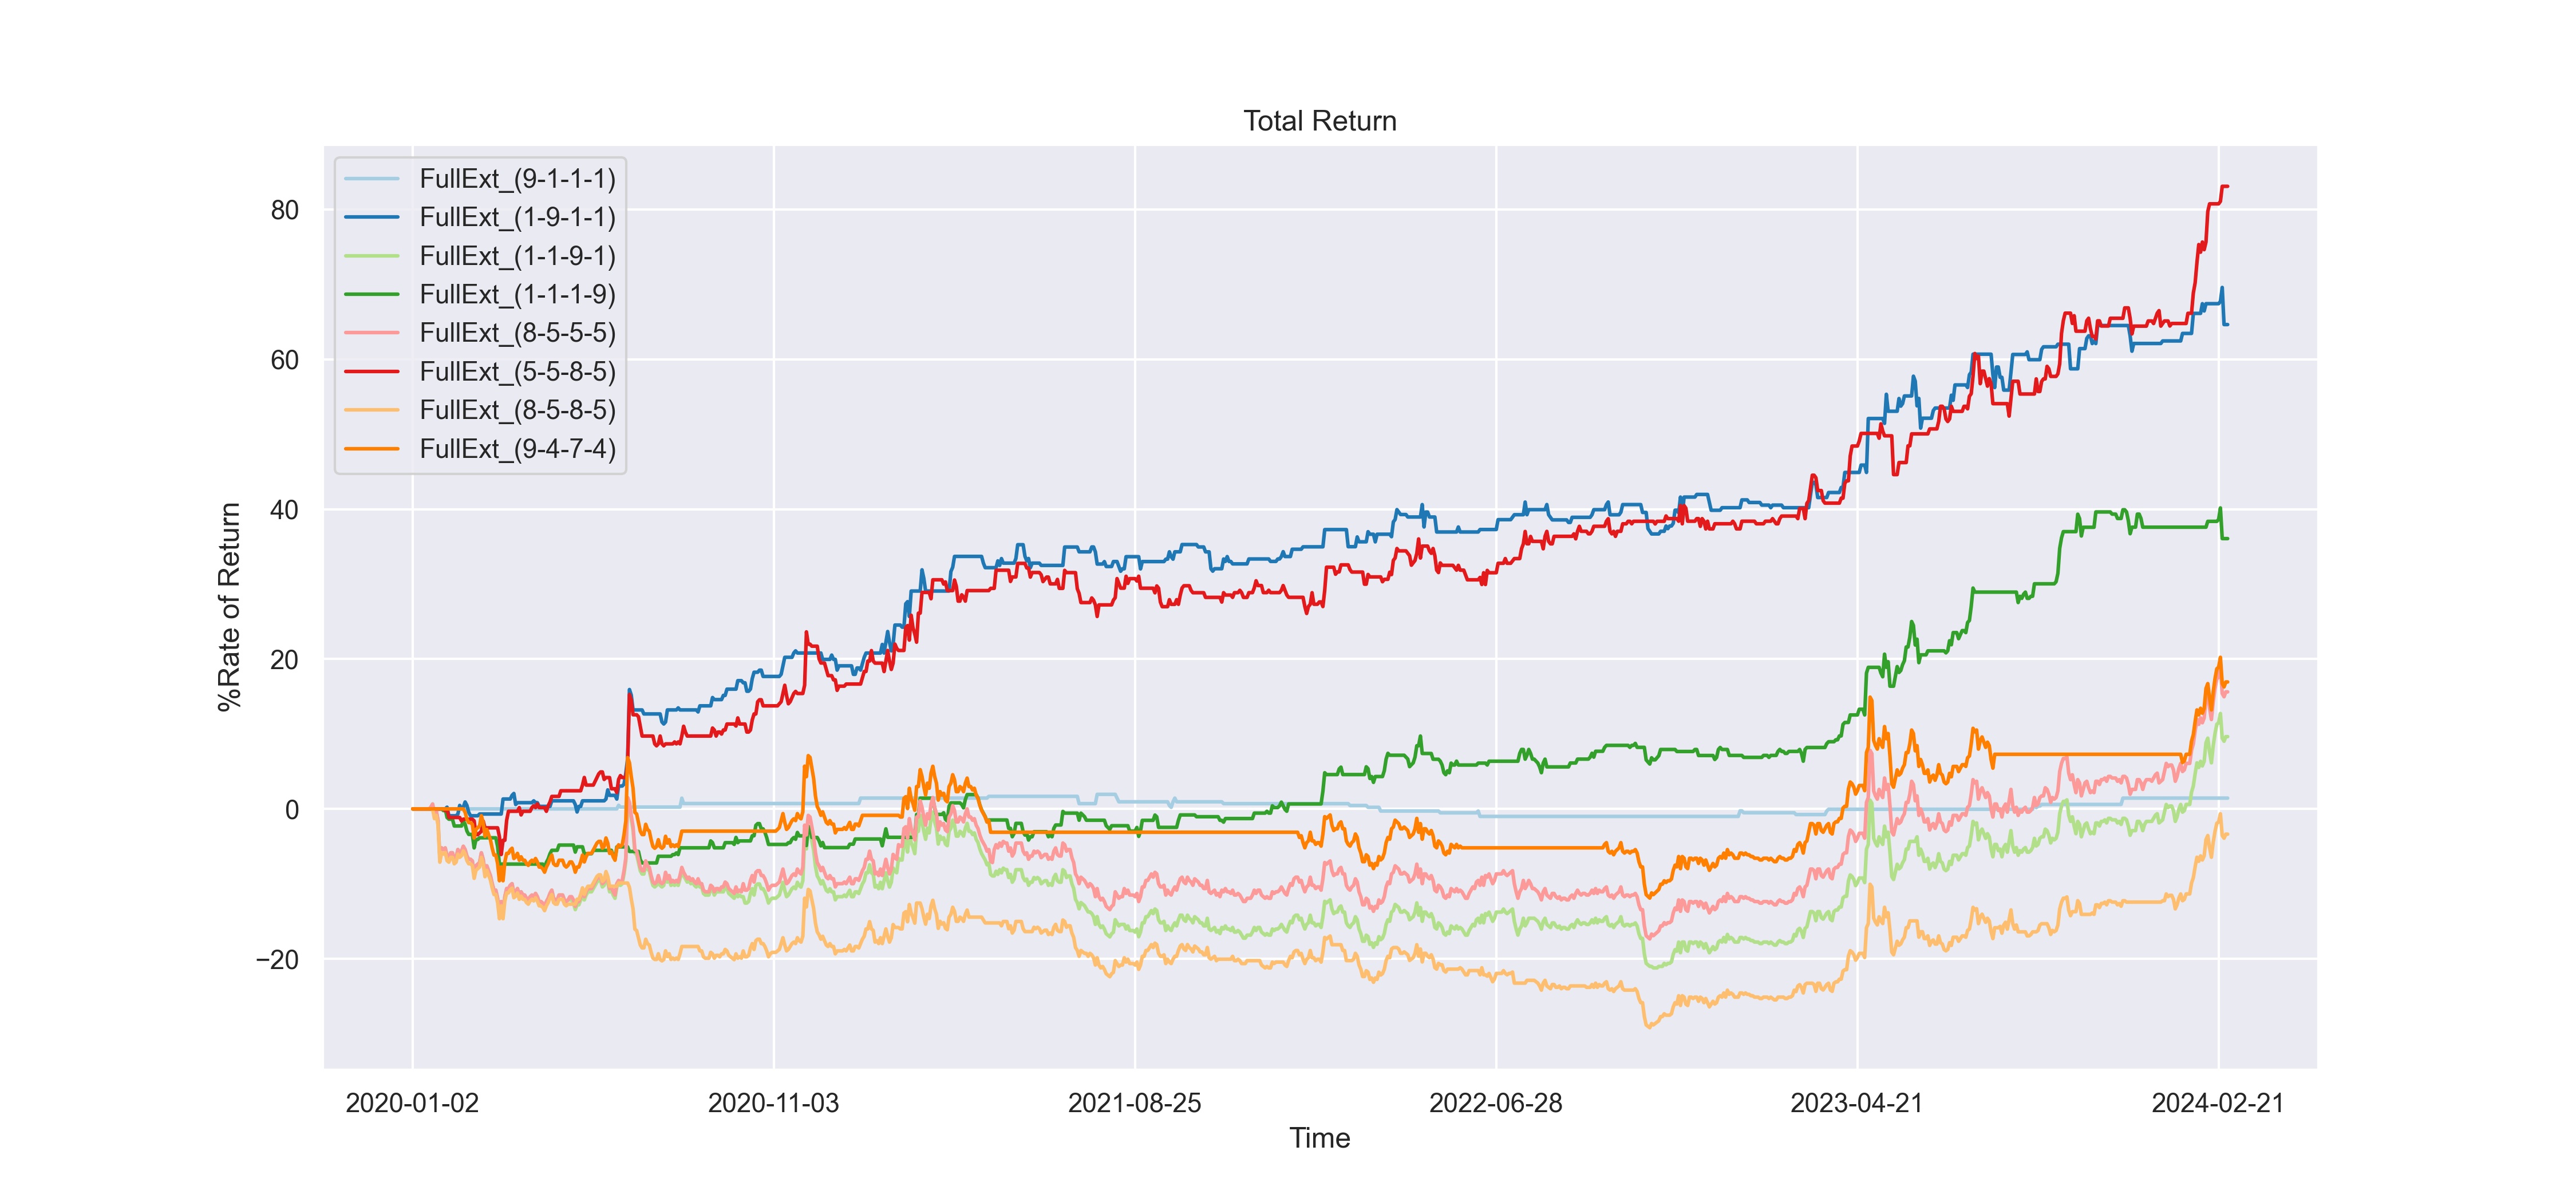 Total Return
FullExt_(9-1-1-1)
FullExt_(1-9-1-1)
FullExt_(1-1-9-1)
FullExt_(1-1-1-9)
FullExt_(8-5-5-5)
FullExt_(5-5-8-5)
FullExt_(8-5-8-5)
FullExt_(9-4-7-4)
%Rate of Return
80
60
40
20
0
−20
2020-01-02
2020-11-03
2021-08-25
2022-06-28
2023-04-21
2024-02-21
Time